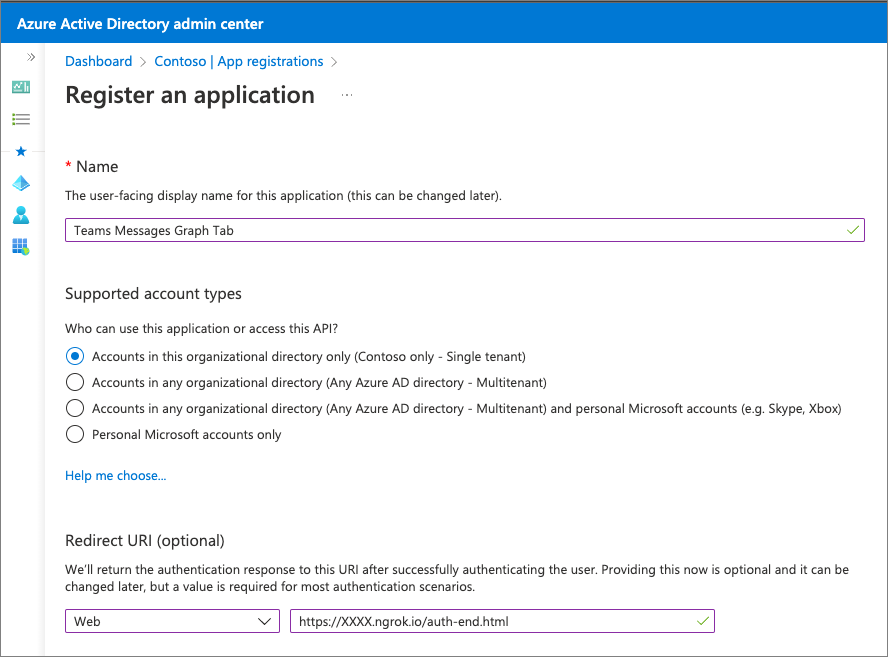 Azure Active Directory admin center
Dashboard > Contoso | App registrations >
Register an application ...
* Name
The user-facing display name for this application (this can be changed later).
Teams Messages Graph Tab
Supported account types
Who can use this application or access this API?
Accounts in this organizational directory only (Contoso only - Single tenant)
Accounts in any organizational directory (Any Azure AD directory - Multitenant)
Accounts in any organizational directory (Any Azure AD directory - Multitenant) and personal Microsoft accounts (e.g. Skype, Xbox)
Personal Microsoft accounts only
Help me choose...
Redirect URI (optional)
We'll return the authentication response to this URI after successfully authenticating the user. Providing this now is optional and it can be
changed later, but a value is required for most authentication scenarios.
Web https://XXXX.ngrok.io/auth-end.html